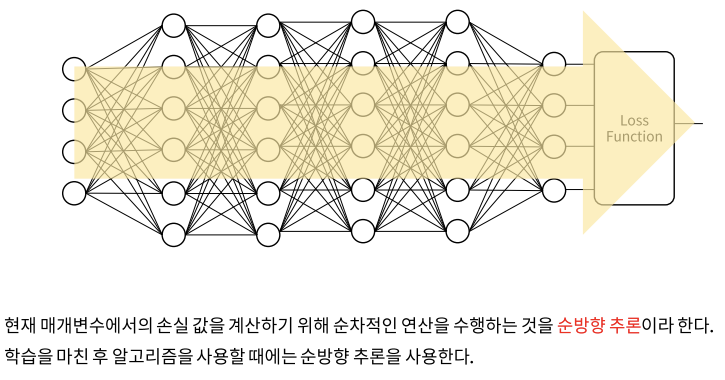 Loss
Function
현재 매개변수에서의 손실 값을 계산하기 위해 순차적인 연산을 수행하는 것을 순방향 추론이라 한다.
학습을 마친 후 알고리즘을 사용할 때에는 순방향 추론을 사용한다.